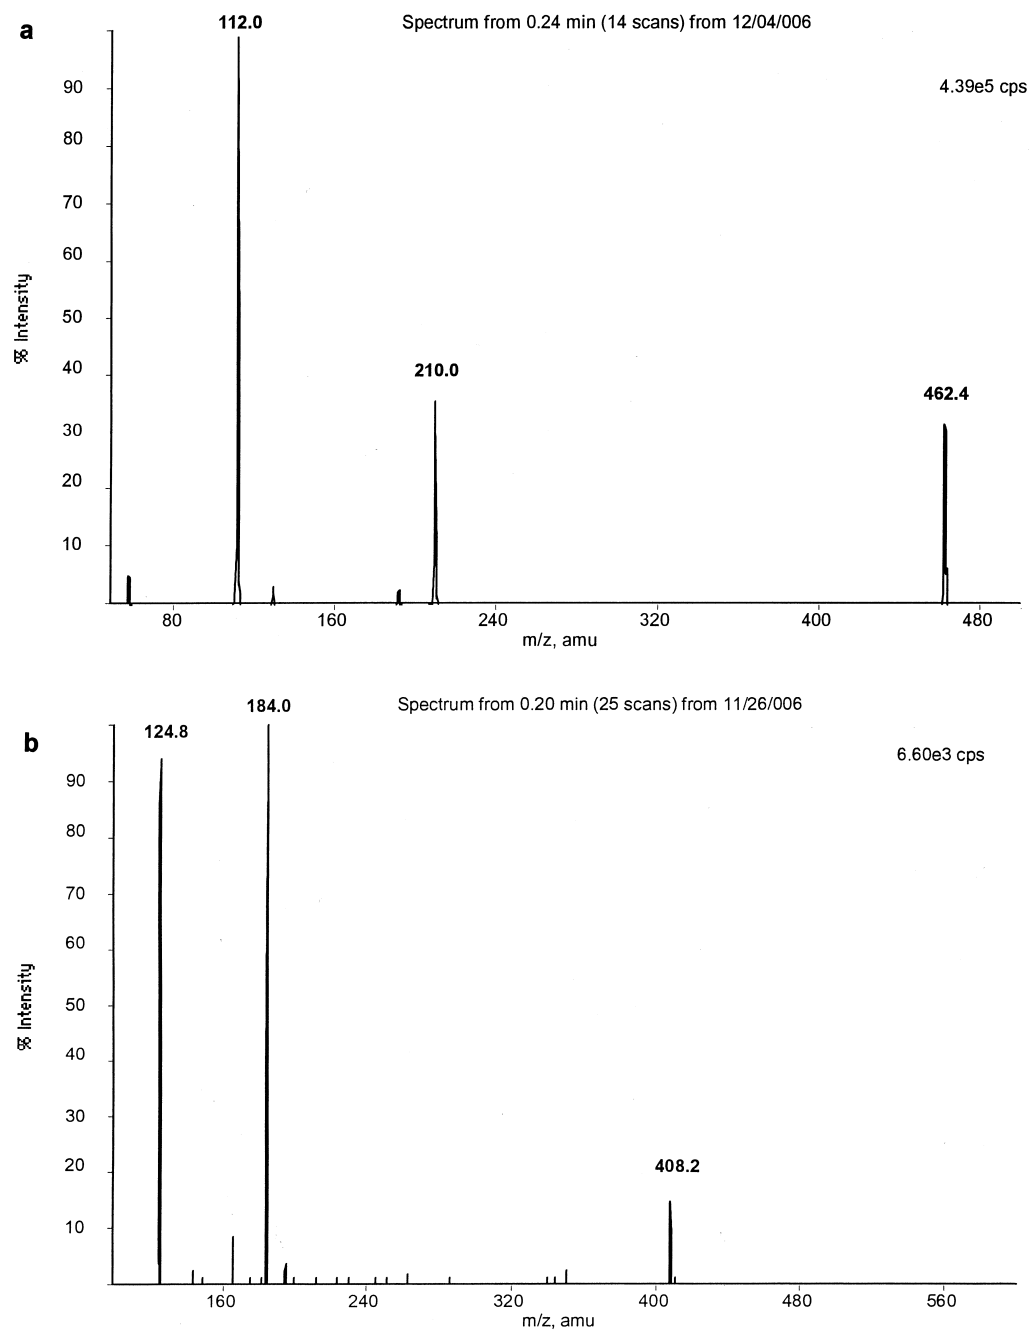 a
112.0
Spectrum from 0.24 min (14 scans) from 12/04/006
4.39e5 cps
90
80
70
60
50
40
30
20
10
% Intensity
210.0
462.4
80 160 240 320 400 480
m/z, amu
b
184.0
124.8
Spectrum from 0.20 min (25 scans) from 11/26/006
6.60e3 cps
90
80
70
60
50
40
30
20
10
% Intensity
408.2
160 240 320 400 480 560
m/z, amu